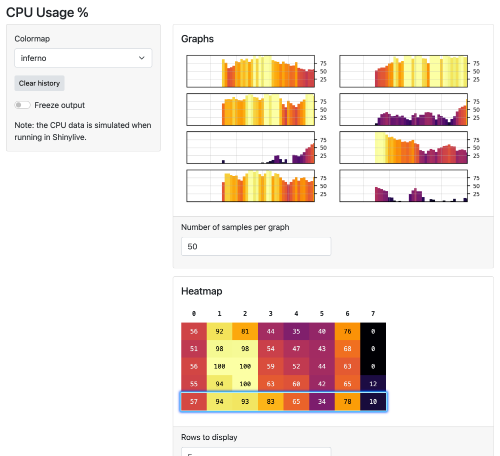 CPU Usage %
Colormap
inferno
Clear history
Freeze output
Note: the CPU data is simulated when
running in Shinylive.
Graphs
75
50
25
75
50
25
75
50
25
75
50
25
75
50
25
75
50
25
75
50
25
75
50
25
Number of samples per graph
50
Heatmap
0 1 2 3 4 5 6 7
56 92 81 44 35 40 76 0
51 98 98 54 47 43 68 0
56 100 100 59 52 44 63 0
55 94 100 63 60 42 65 12
57 94 93 83 65 34 78 10
Rows to display